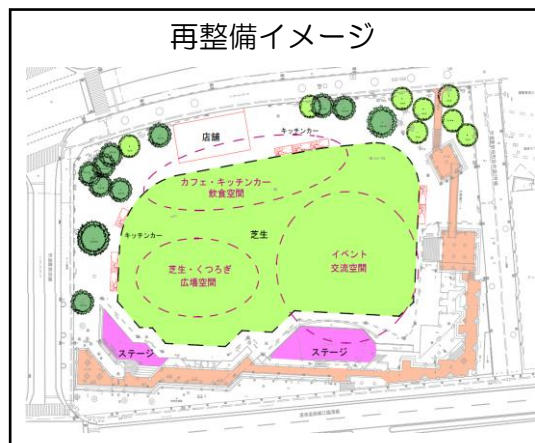 再整備イメージ
店舗
キッチンカー
カフェ・キッチンカー
飲食空間
キッチンカー
芝生
芝生・くつろぎ
広場空間
イベント
交流空間
ステージ
ステージ